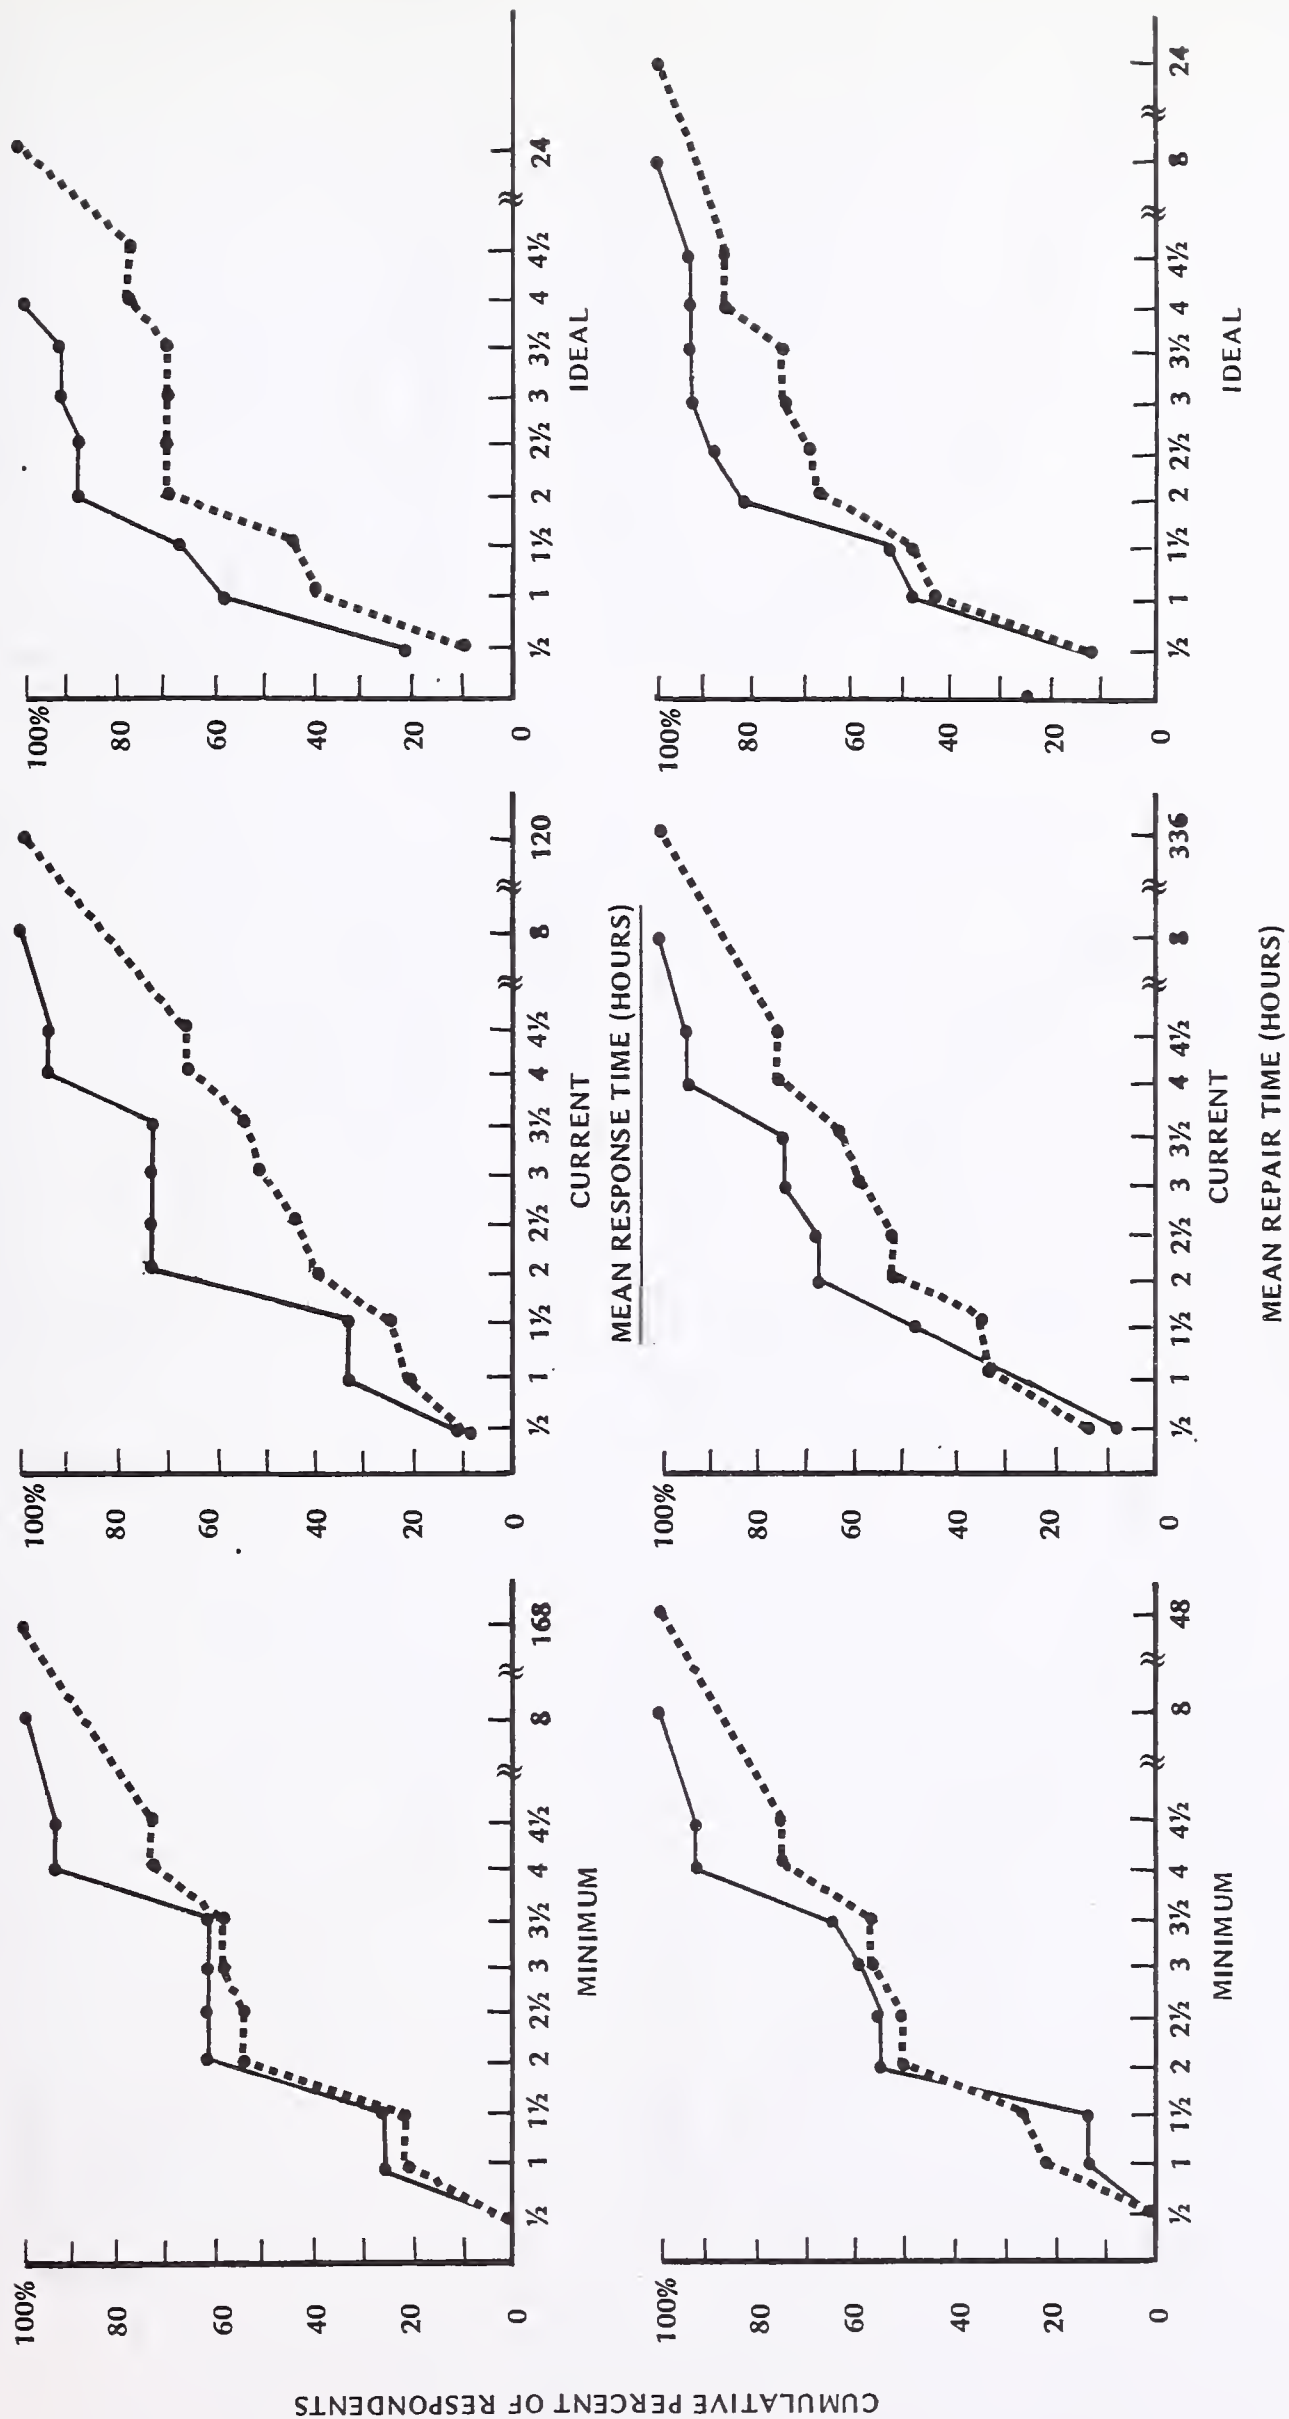 CUMULATIVE PERCENT OF RESPONDENTS
100%
80
60
40
20
0
½ 1 1½ 2 2½ 3 3½ 4 4½ 8 168
MINIMUM
100%
80
60
40
20
0
½ 1 1½ 2 2½ 3 3½ 4 4½ 8 120
CURRENT
100%
80
60
40
20
0
½ 1 1½ 2 2½ 3 3½ 4 4½ 24
IDEAL
MEAN RESPONSE TIME (HOURS)
100%
80
60
40
20
0
½ 1 1½ 2 2½ 3 3½ 4 4½ 8 48
MINIMUM
100%
80
60
40
20
0
½ 1 1½ 2 2½ 3 3½ 4 4½ 8 336
CURRENT
100%
80
60
40
20
0
½ 1 1½ 2 2½ 3 3½ 4 4½ 8 24
IDEAL
MEAN REPAIR TIME (HOURS)